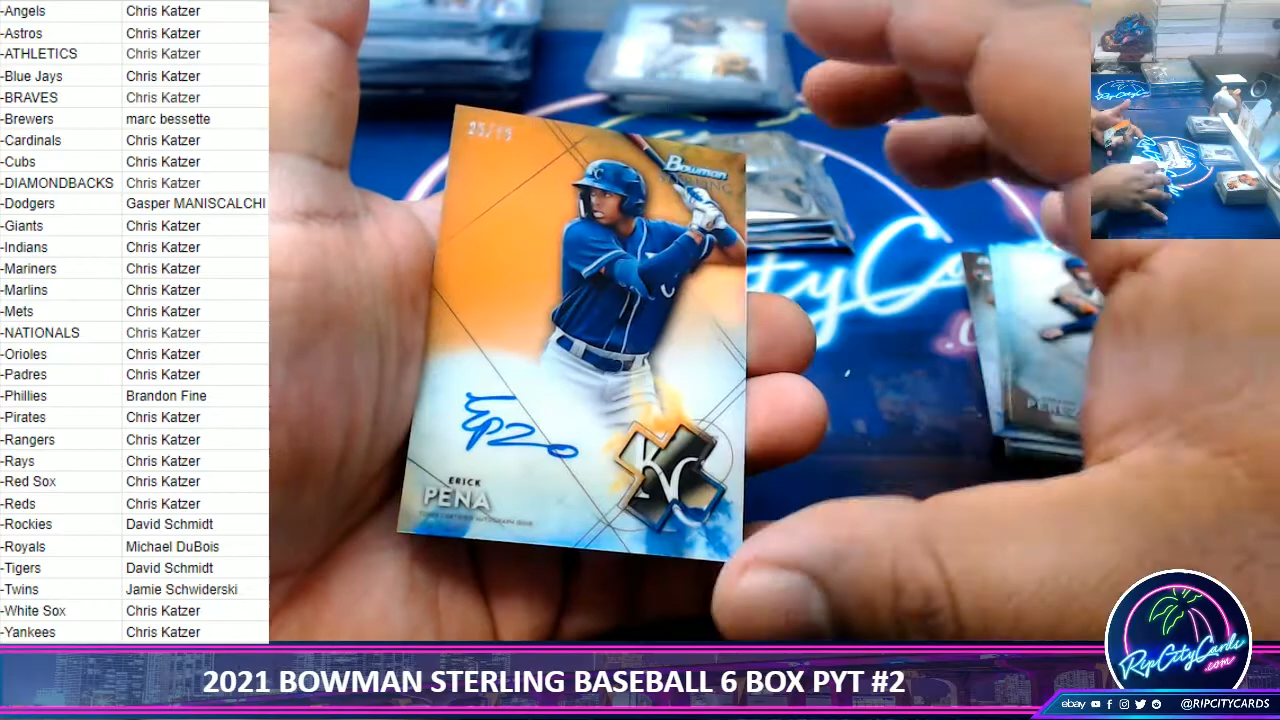 -Angels Chris Katzer
-Astros Chris Katzer
-ATHLETICS Chris Katzer
-Blue Jays Chris Katzer
-BRAVES Chris Katzer
-Brewers marc bessette
-Cardinals Chris Katzer
-Cubs Chris Katzer
-DIAMONDBACKS Chris Katzer
-Dodgers Gasper MANISCALCHI
-Giants Chris Katzer
-Indians Chris Katzer
-Mariners Chris Katzer
-Marlins Chris Katzer
-Mets Chris Katzer
-NATIONALS Chris Katzer
-Orioles Chris Katzer
-Padres Chris Katzer
-Phillies Brandon Fine
-Pirates Chris Katzer
-Rangers Chris Katzer
-Rays Chris Katzer
-Red Sox Chris Katzer
-Reds Chris Katzer
-Rockies David Schmidt
-Royals Michael DuBois
-Tigers David Schmidt
-Twins Jamie Schwiderski
-White Sox Chris Katzer
-Yankees Chris Katzer
Bowman
KC
ERICK
PENA
KC
PEREZ
RipCityCards
.com
2021 BOWMAN STERLING BASEBALL 6 BOX PYT #2
ebay @RIPCITYCARDS